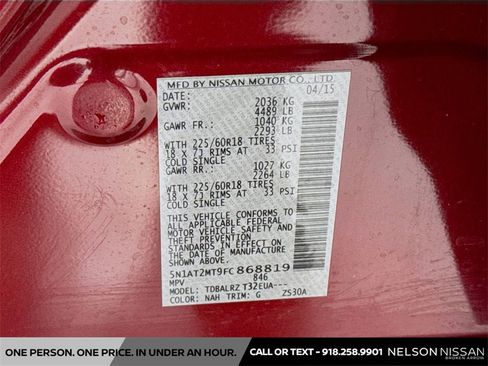 MFD BY NISSAN MOTOR CO., LTD.
DATE: 04/15
GVWR: 2036 KG
4489 LB
GAWR FR.: 1040 KG
2293 LB
WITH 225/60R18 TIRES
18 X 7J RIMS AT 33 PSI
COLD SINGLE
GAWR RR.: 1027 KG
2264 LB
WITH 225/60R18 TIRES
18 X 7J RIMS AT 33 PSI
COLD SINGLE
THIS VEHICLE CONFORMS TO
ALL APPLICABLE FEDERAL
MOTOR VEHICLE SAFETY AND
THEFT PREVENTION
STANDARDS IN EFFECT ON
THE DATE OF MANUFACTURE
SHOWN ABOVE.
5N1AT2MT9FC868819
MPV 846
MODEL: TDBALRZ T32EUA---
COLOR: NAH TRIM: G ZS30A
ONE PERSON. ONE PRICE. IN UNDER AN HOUR. CALL OR TEXT - 918.258.9901 NELSON NISSAN
BROKEN ARROW